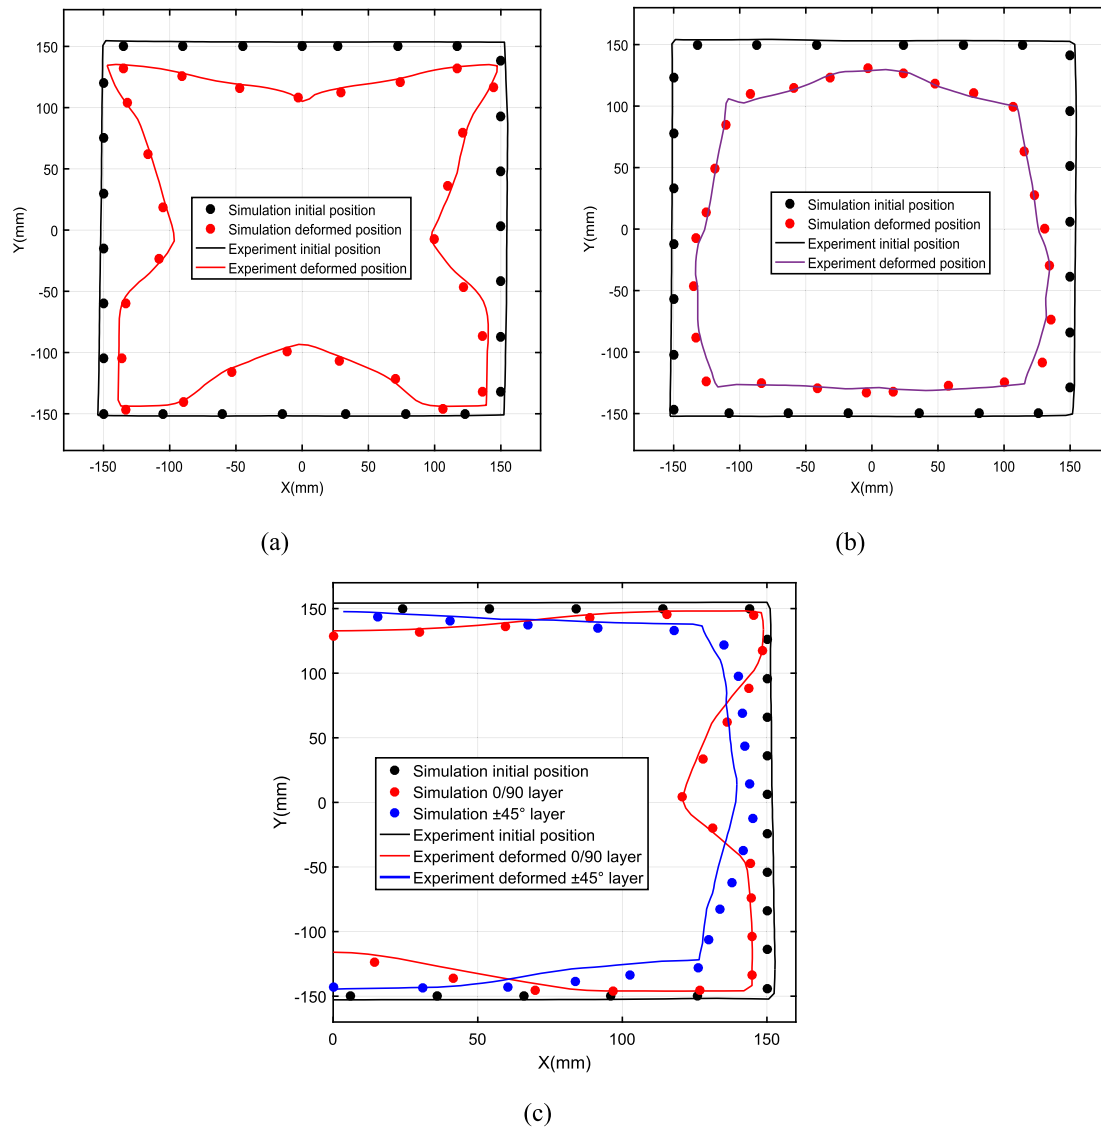 150
100
50
0
-50
-100
-150
Y(mm)
-150 -100 -50 0 50 100 150
X(mm)
Simulation initial position
Simulation deformed position
Experiment initial position
Experiment deformed position
(a)
150
100
50
0
-50
-100
-150
Y(mm)
-150 -100 -50 0 50 100 150
X(mm)
Simulation initial position
Simulation deformed position
Experiment initial position
Experiment deformed position
(b)
150
100
50
0
-50
-100
-150
Y(mm)
0 50 100 150
X(mm)
Simulation initial position
Simulation 0/90 layer
Simulation ±45° layer
Experiment initial position
Experiment deformed 0/90 layer
Experiment deformed ±45° layer
(c)